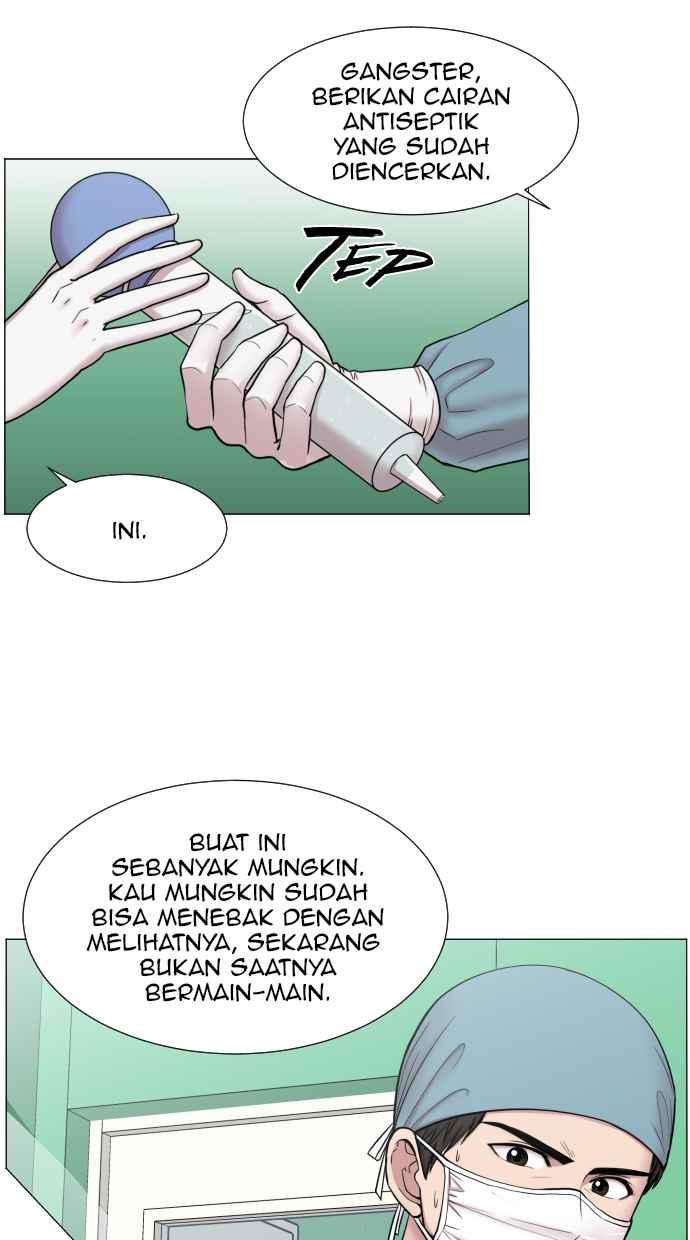 GANGSTER,
BERIKAN CAIRAN
ANTISEPTIK
YANG SUDAH
DIENCERKAN.
TEP
INI.
BUAT INI
SEBANYAK MUNGKIN.
KAU MUNGKIN SUDAH
BISA MENEBAK DENGAN
MELIHATNYA, SEKARANG
BUKAN SAATNYA
BERMAIN-MAIN.